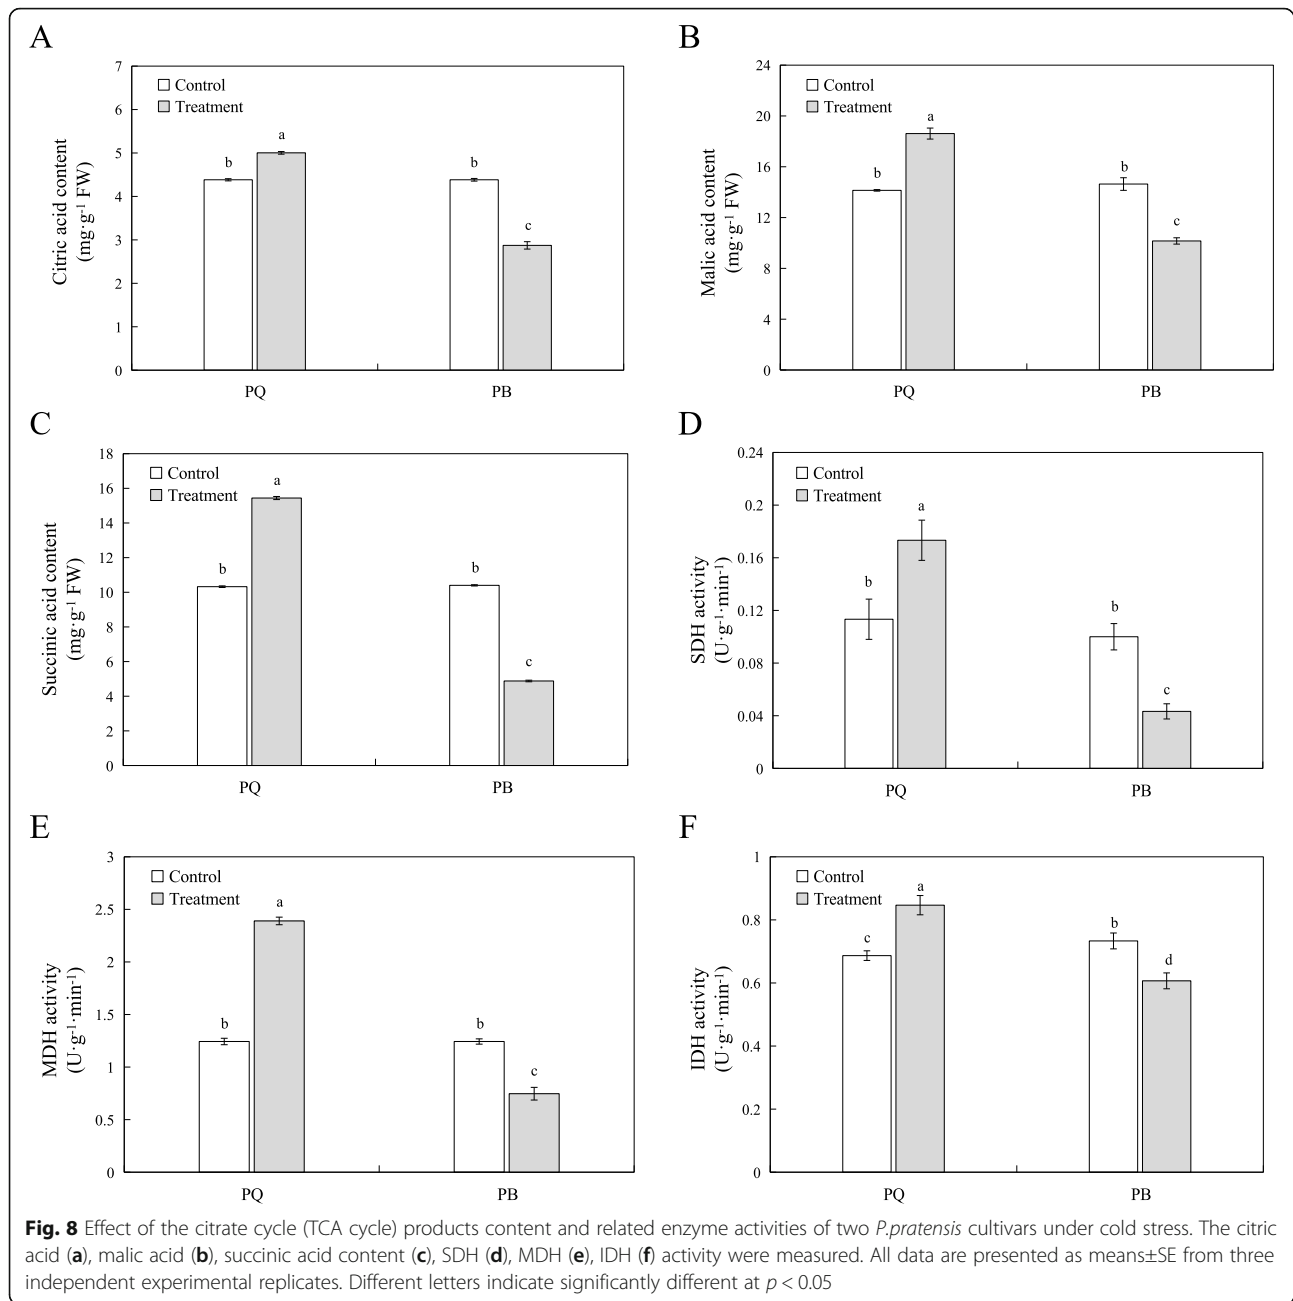 A
7
6
5
4
3
2
1
0
Citric acid content
(mg·g⁻¹ FW)
Control
Treatment
b
a
b
c
PQ
PB
B
24
20
16
12
8
4
0
Malic acid content
(mg·g⁻¹ FW)
Control
Treatment
b
a
b
c
PQ
PB
C
18
16
14
12
10
8
6
4
2
0
Succinic acid content
(mg·g⁻¹ FW)
Control
Treatment
b
a
b
c
PQ
PB
D
0.24
0.2
0.16
0.12
0.08
0.04
0
SDH activity
(U·g⁻¹·min⁻¹)
Control
Treatment
b
a
b
c
PQ
PB
E
3
2.5
2
1.5
1
0.5
0
MDH activity
(U·g⁻¹·min⁻¹)
Control
Treatment
b
a
b
c
PQ
PB
F
1
0.8
0.6
0.4
0.2
0
IDH activity
(U·g⁻¹·min⁻¹)
Control
Treatment
c
a
b
d
PQ
PB
Fig. 8 Effect of the citrate cycle (TCA cycle) products content and related enzyme activities of two P.pratensis cultivars under cold stress. The citric
acid (a), malic acid (b), succinic acid content (c), SDH (d), MDH (e), IDH (f) activity were measured. All data are presented as means±SE from three
independent experimental replicates. Different letters indicate significantly different at p < 0.05